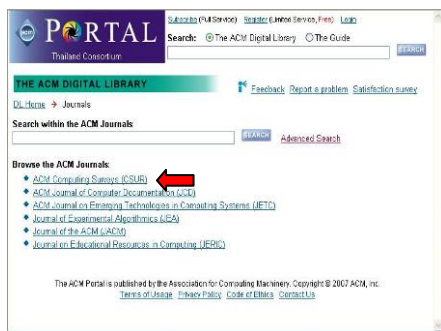 Subscribe (Full Service) Register (Limited Service, Free) Login
acm PORTAL
Thailand Consortium
Search: The ACM Digital Library The Guide
SEARCH
THE ACM DIGITAL LIBRARY
Feedback Report a problem Satisfaction survey
DL Home → Journals
Search within the ACM Journals
SEARCH Advanced Search
Browse the ACM Journals:
ACM Computing Surveys (CSUR)
ACM Journal of Computer Documentation (JCD)
ACM Journal on Emerging Technologies in Computing Systems (JETC)
Journal of Experimental Algorithmics (JEA)
Journal of the ACM (JACM)
Journal on Educational Resources in Computing (JERIC)
The ACM Portal is published by the Association for Computing Machinery. Copyright © 2007 ACM, Inc.
Terms of Usage Privacy Policy Code of Ethics Contact Us